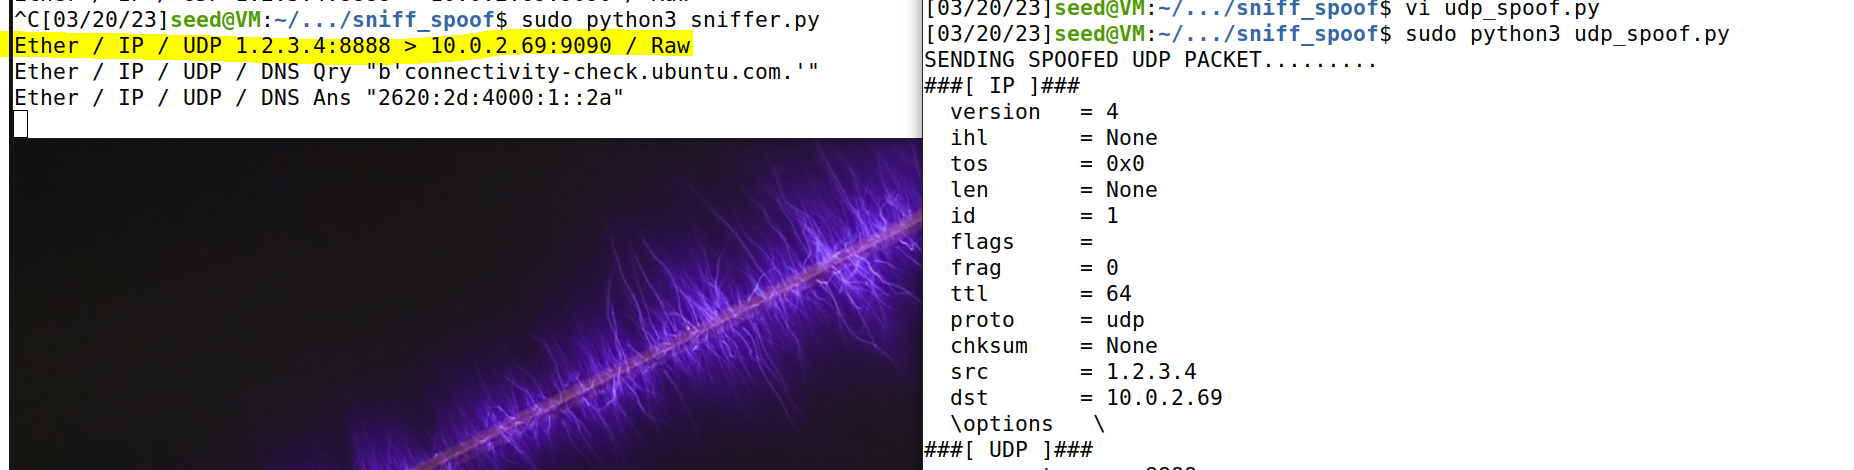 ^C[03/20/23]seed@VM:~/.../sniff_spoof$ sudo python3 sniffer.py
Ether / IP / UDP 1.2.3.4:8888 > 10.0.2.69:9090 / Raw
Ether / IP / UDP / DNS Qry "b'connectivity-check.ubuntu.com.'"
Ether / IP / UDP / DNS Ans "2620:2d:4000:1::2a"
[03/20/23]seed@VM:~/.../sniff_spoof$ vi udp_spoof.py
[03/20/23]seed@VM:~/.../sniff_spoof$ sudo python3 udp_spoof.py
SENDING SPOOFED UDP PACKET.........
###[ IP ]###
  version   = 4
  ihl       = None
  tos       = 0x0
  len       = None
  id        = 1
  flags     =
  frag      = 0
  ttl       = 64
  proto     = udp
  chksum    = None
  src       = 1.2.3.4
  dst       = 10.0.2.69
  \options   \
###[ UDP ]###